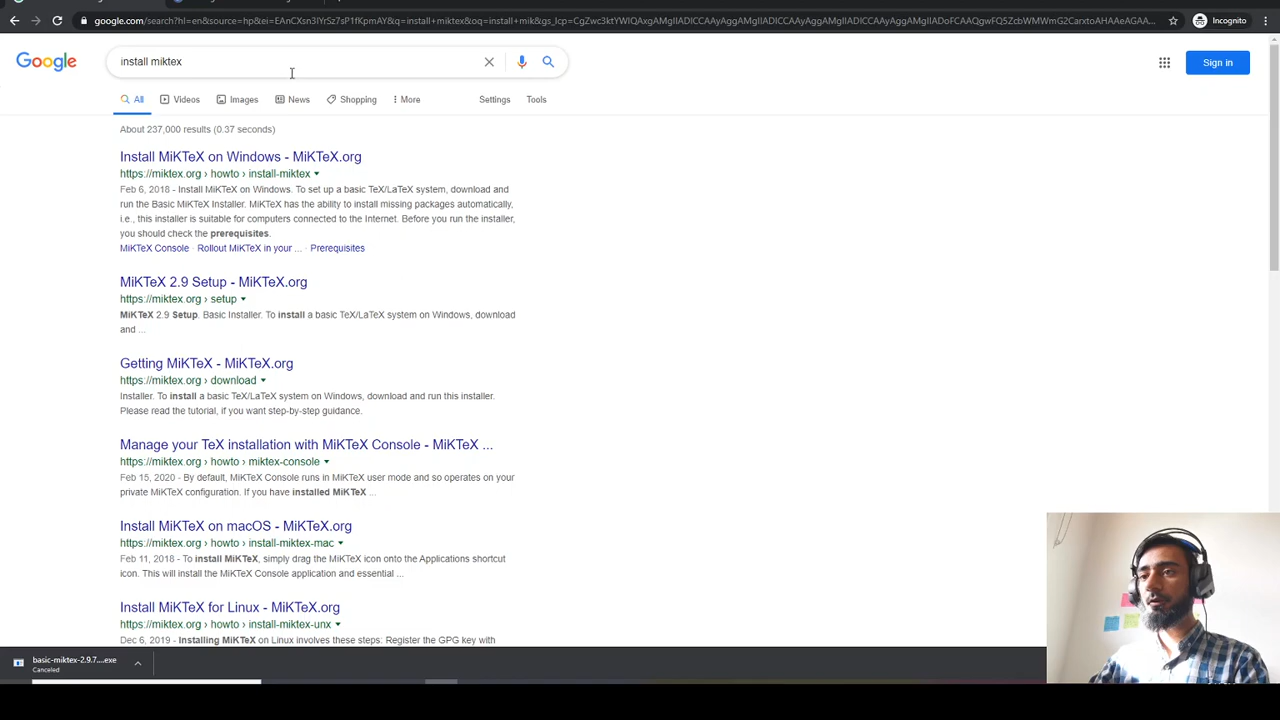 google.com/search?hl=en&source=hp&ei=EAnCXsn3IYrSz7sP1fKpmAY&q=install+miktex&oq=install+mik&gs_lcp=
Incognito
Google
install miktex
Sign in
All
Videos
Images
News
Shopping
More
Settings
Tools
About 237,000 results (0.37 seconds)
Install MiKTeX on Windows - MiKTeX.org
https://miktex.org › howto › install-miktex
Feb 6, 2018 - Install MiKTeX on Windows. To set up a basic TeX/LaTeX system, download and
run the Basic MiKTeX Installer. MiKTeX has the ability to install missing packages automatically,
i.e., this installer is suitable for computers connected to the Internet. Before you run the installer,
you should check the prerequisites.
MiKTeX Console · Rollout MiKTeX in your ... · Prerequisites
MiKTeX 2.9 Setup - MiKTeX.org
https://miktex.org › setup
MiKTeX 2.9 Setup. Basic Installer. To install a basic TeX/LaTeX system on Windows, download
and ...
Getting MiKTeX - MiKTeX.org
https://miktex.org › download
Installer. To install a basic TeX/LaTeX system on Windows, download and run this installer.
Please read the tutorial, if you want step-by-step guidance.
Manage your TeX installation with MiKTeX Console - MiKTeX ...
https://miktex.org › howto › miktex-console
Feb 15, 2020 - By default, MiKTeX Console runs in MiKTeX user mode and so operates on your
private MiKTeX configuration. If you have installed MiKTeX ...
Install MiKTeX on macOS - MiKTeX.org
https://miktex.org › howto › install-miktex-mac
Feb 11, 2018 - To install MiKTeX, simply drag the MiKTeX icon onto the Applications shortcut
icon. This will install the MiKTeX Console application and essential ...
Install MiKTeX for Linux - MiKTeX.org
https://miktex.org › howto › install-miktex-unx
Dec 6, 2019 - Installing MiKTeX on Linux involves these steps: Register the GPG key with
basic-miktex-2.9.7....exe
Canceled